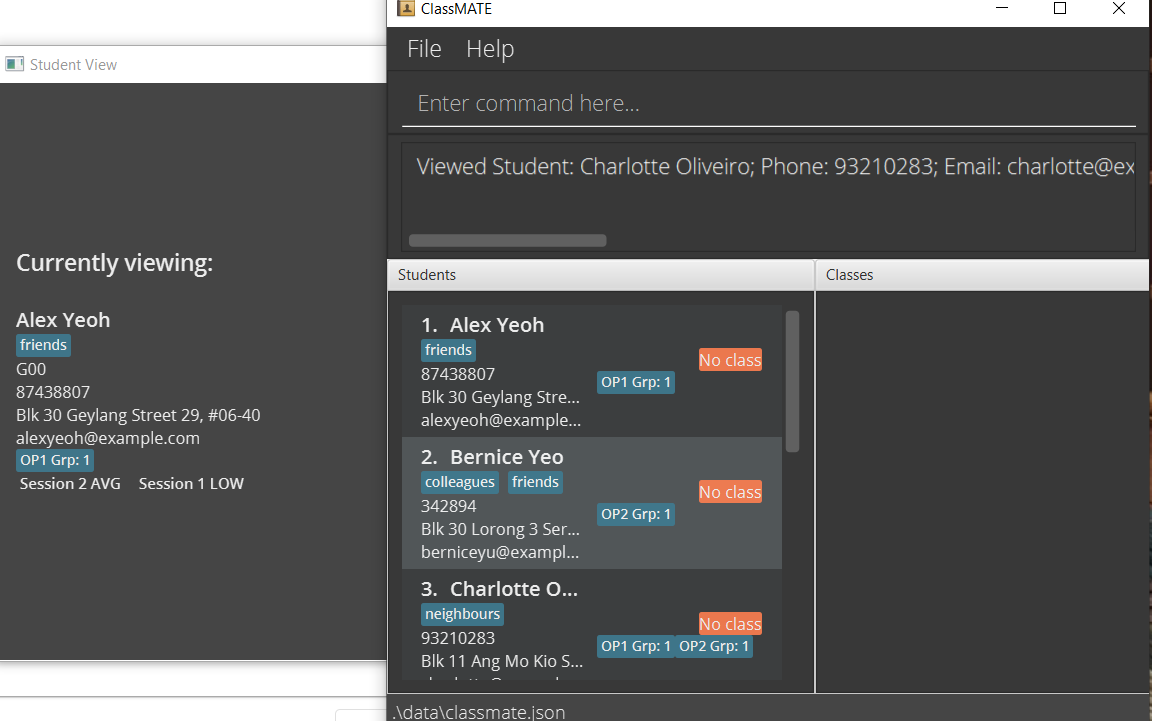 Student View
Currently viewing:
Alex Yeoh
friends
G00
87438807
Blk 30 Geylang Street 29, #06-40
alexyeoh@example.com
OP1 Grp: 1
Session 2 AVG Session 1 LOW
ClassMATE
File Help
Enter command here...
Viewed Student: Charlotte Oliveiro; Phone: 93210283; Email: charlotte@ex
Students
1. Alex Yeoh
friends
87438807
Blk 30 Geylang Stre...
alexyeoh@example...
OP1 Grp: 1
No class
2. Bernice Yeo
colleagues friends
342894
Blk 30 Lorong 3 Ser...
berniceyu@exampl...
OP2 Grp: 1
No class
3. Charlotte O...
neighbours
93210283
Blk 11 Ang Mo Kio S...
OP1 Grp: 1 OP2 Grp: 1
No class
Classes
.\data\classmate.json